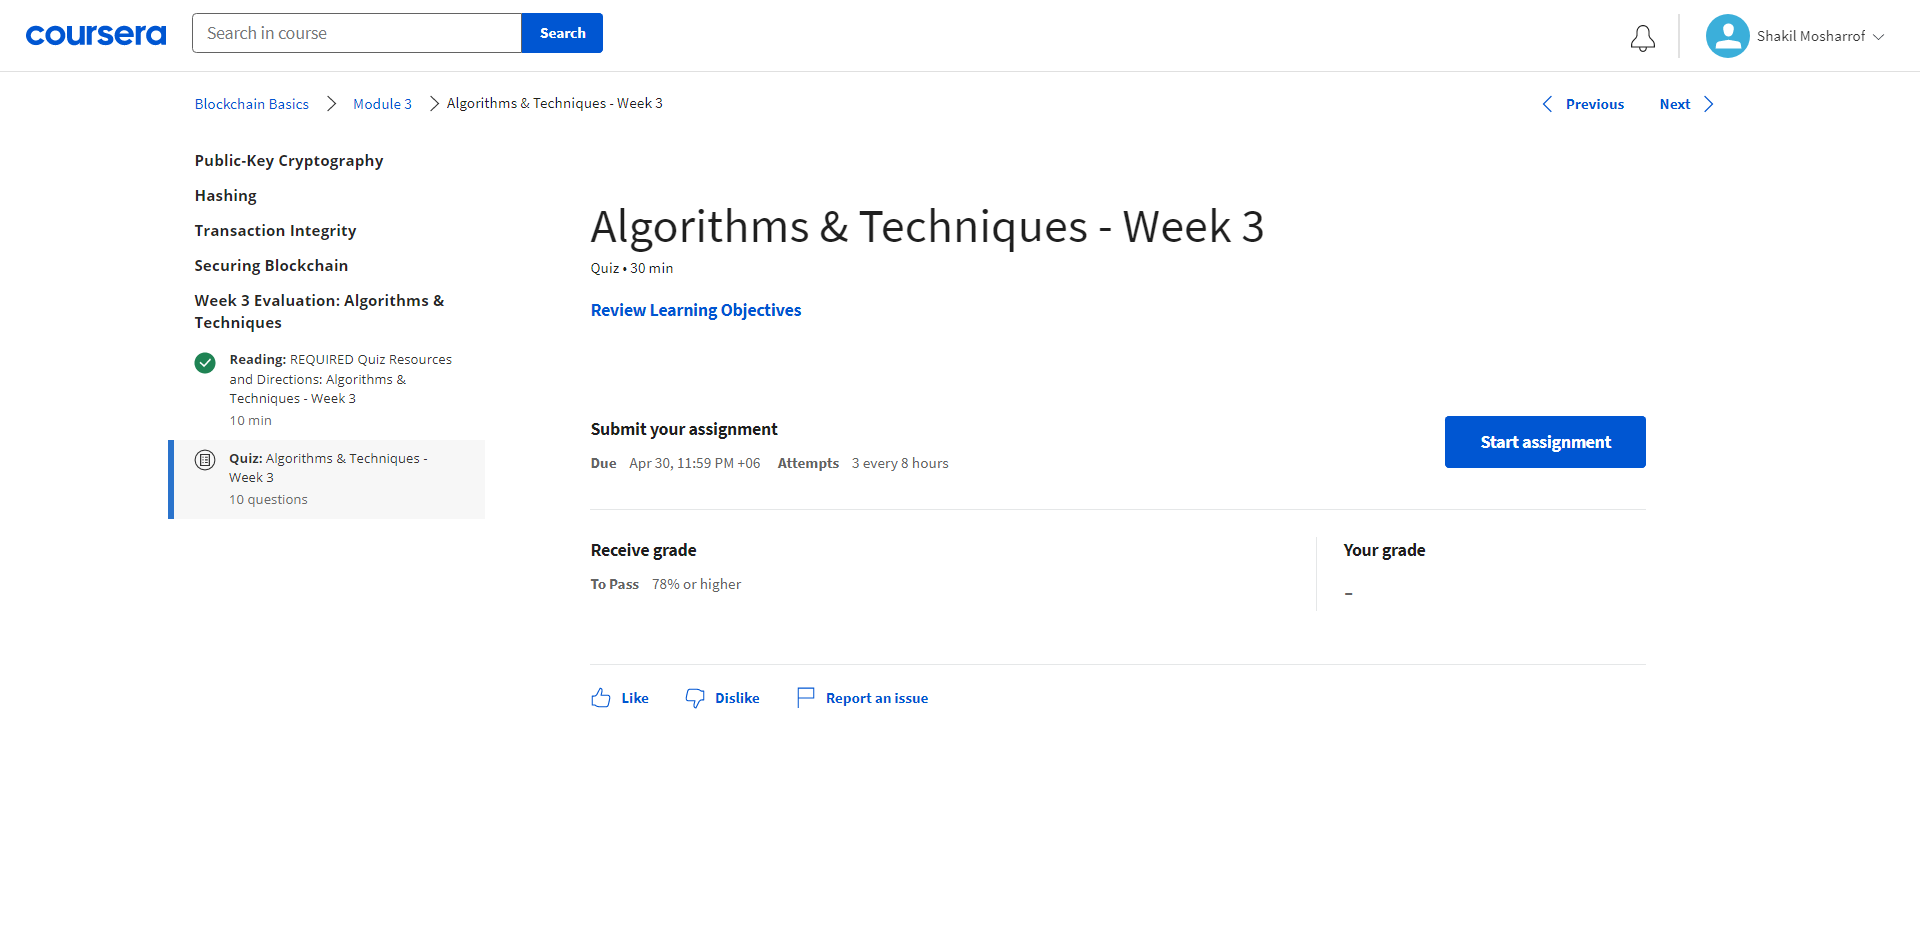 coursera
Search in course
Search
Shakil Mosharrof
Blockchain Basics
Module 3
Algorithms & Techniques - Week 3
Previous
Next
Public-Key Cryptography
Hashing
Transaction Integrity
Securing Blockchain
Week 3 Evaluation: Algorithms &
Techniques
Reading: REQUIRED Quiz Resources
and Directions: Algorithms &
Techniques - Week 3
10 min
Quiz: Algorithms & Techniques -
Week 3
10 questions
Algorithms & Techniques - Week 3
Quiz • 30 min
Review Learning Objectives
Submit your assignment
Due Apr 30, 11:59 PM +06 Attempts 3 every 8 hours
Start assignment
Receive grade
To Pass 78% or higher
Your grade
-
Like
Dislike
Report an issue